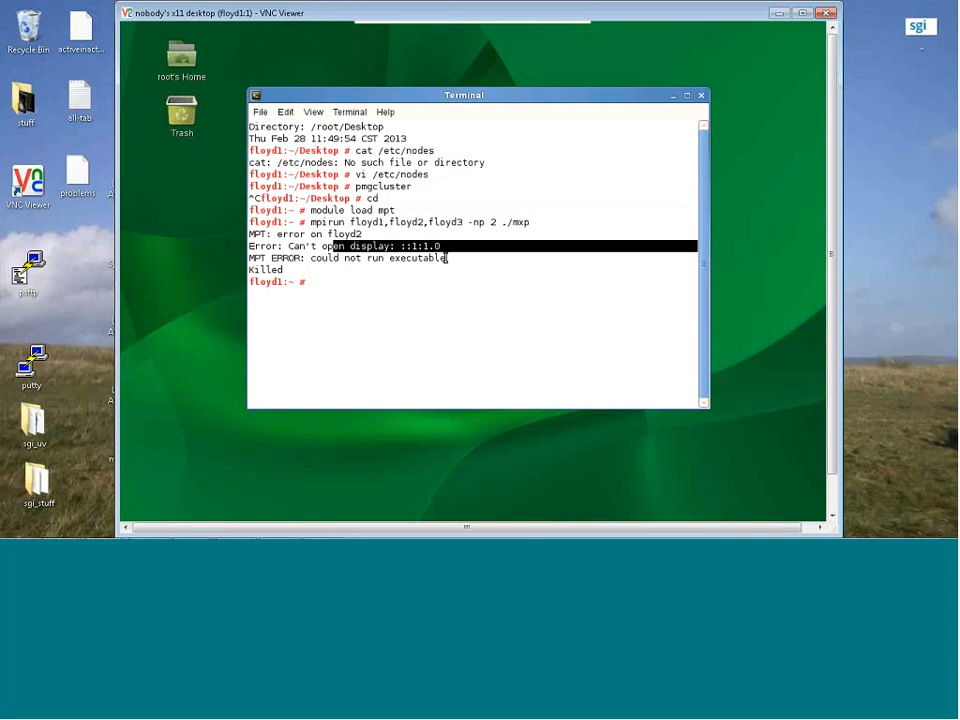 nobody's x11 desktop (floyd1:1) - VNC Viewer
Recycle Bin
activeinact...
stuff
all-tab
VNC Viewer
problems
psftp
putty
sgi_uv
sgi_stuff
sgi
root's Home
Trash
Terminal
File Edit View Terminal Help
Directory: /root/Desktop
Thu Feb 28 11:49:54 CST 2013
floyd1:~/Desktop # cat /etc/nodes
cat: /etc/nodes: No such file or directory
floyd1:~/Desktop # vi /etc/nodes
floyd1:~/Desktop # pmgcluster
^Cfloyd1:~/Desktop # cd
floyd1:~ # module load mpt
floyd1:~ # mpirun floyd1,floyd2,floyd3 -np 2 ./mxp
MPT: error on floyd2
Error: Can't open display: ::1:1.0
MPT ERROR: could not run executable
Killed
floyd1:~ #